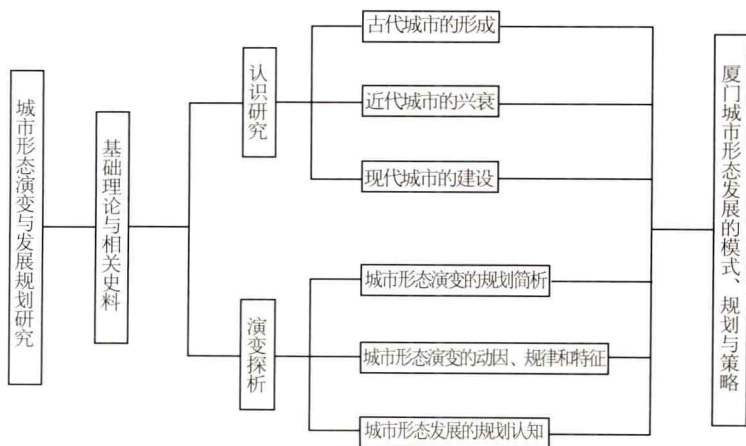 城市形态演变与发展规划研究
基础理论与相关史料
认识研究
古代城市的形成
近代城市的兴衰
现代城市的建设
演变探析
城市形态演变的规划简析
城市形态演变的动因、规律和特征
城市形态发展的规划认知
厦门城市形态发展的模式、规划与策略